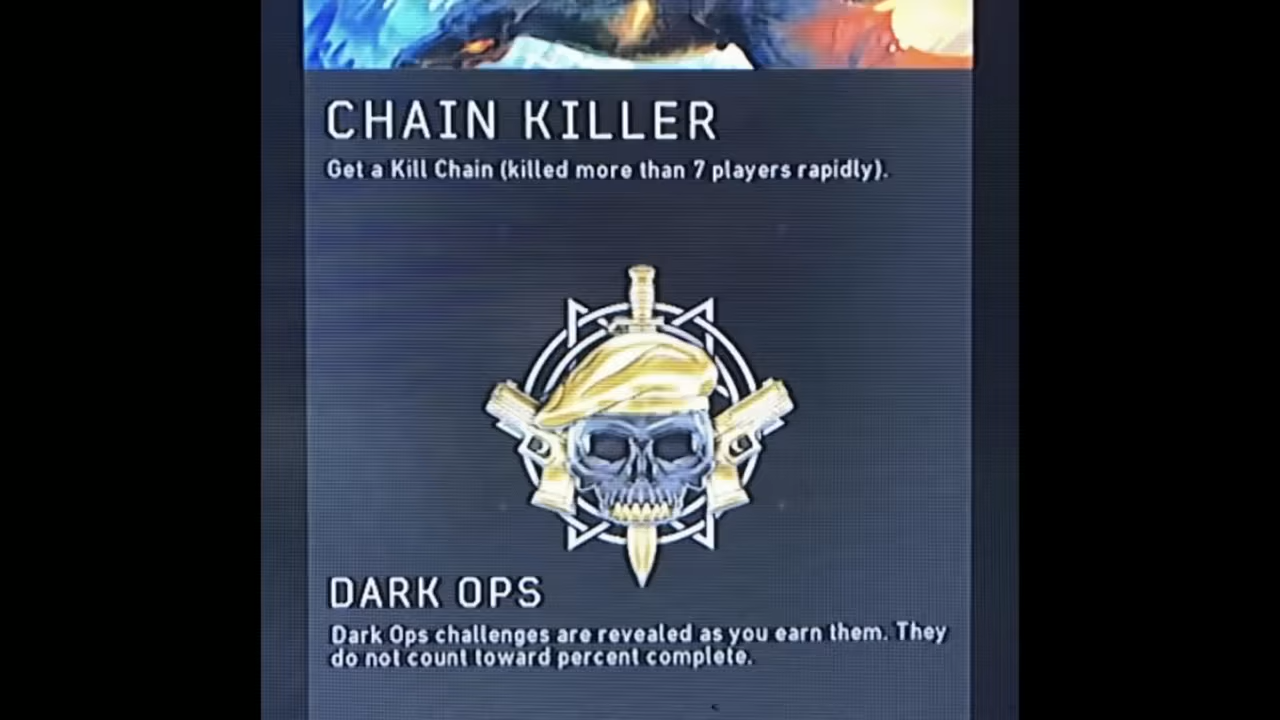 CHAIN KILLER
Get a Kill Chain (killed more than 7 players rapidly).
DARK OPS
Dark Ops challenges are revealed as you earn them. They
do not count toward percent complete.